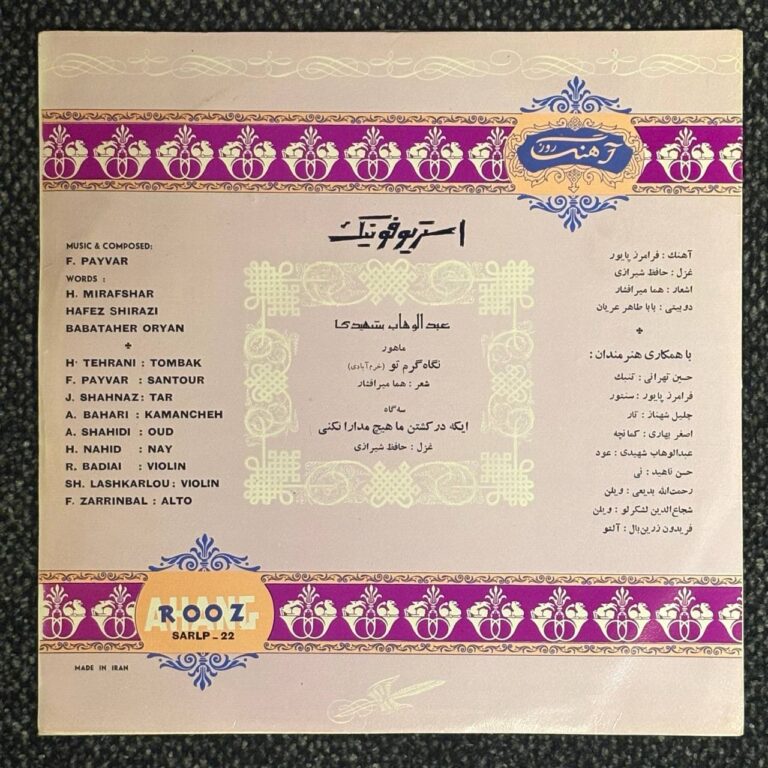 آهنگ روز
استریوفونیک
MUSIC & COMPOSED:
F. PAYVAR
WORDS :
H. MIRAFSHAR
HAFEZ SHIRAZI
BABATAHER ORYAN
H. TEHRANI : TOMBAK
F. PAYVAR : SANTOUR
J. SHAHNAZ : TAR
A. BAHARI : KAMANCHEH
A. SHAHIDI : OUD
H. NAHID : NAY
R. BADIAI : VIOLIN
SH. LASHKARLOU : VIOLIN
F. ZARRINBAL : ALTO
عبدالوهاب شهیدی
ماهور
نگاه گرم تو (خرم‌آبادی)
شعر : هما میرافشار
سه گاه
ایکه در کشتن ما هیچ مدارا نکنی
غزل : حافظ شیرازی
آهنگ : فرامرز پایور
غزل : حافظ شیرازی
اشعار : هما میرافشار
دوبیتی : بابا طاهر عریان
با همکاری هنرمندان :
حسین تهرانی : تنبک
فرامرز پایور : سنتور
جلیل شهناز : تار
اصغر بهاری : کمانچه
عبدالوهاب شهیدی : عود
حسن ناهید : نی
رحمت‌الله بدیعی : ویلن
شجاع‌الدین لشگرلو : ویلن
فریدون زرین‌بال : آلتو
AHANG
ROOZ
SARLP - 22
MADE IN IRAN